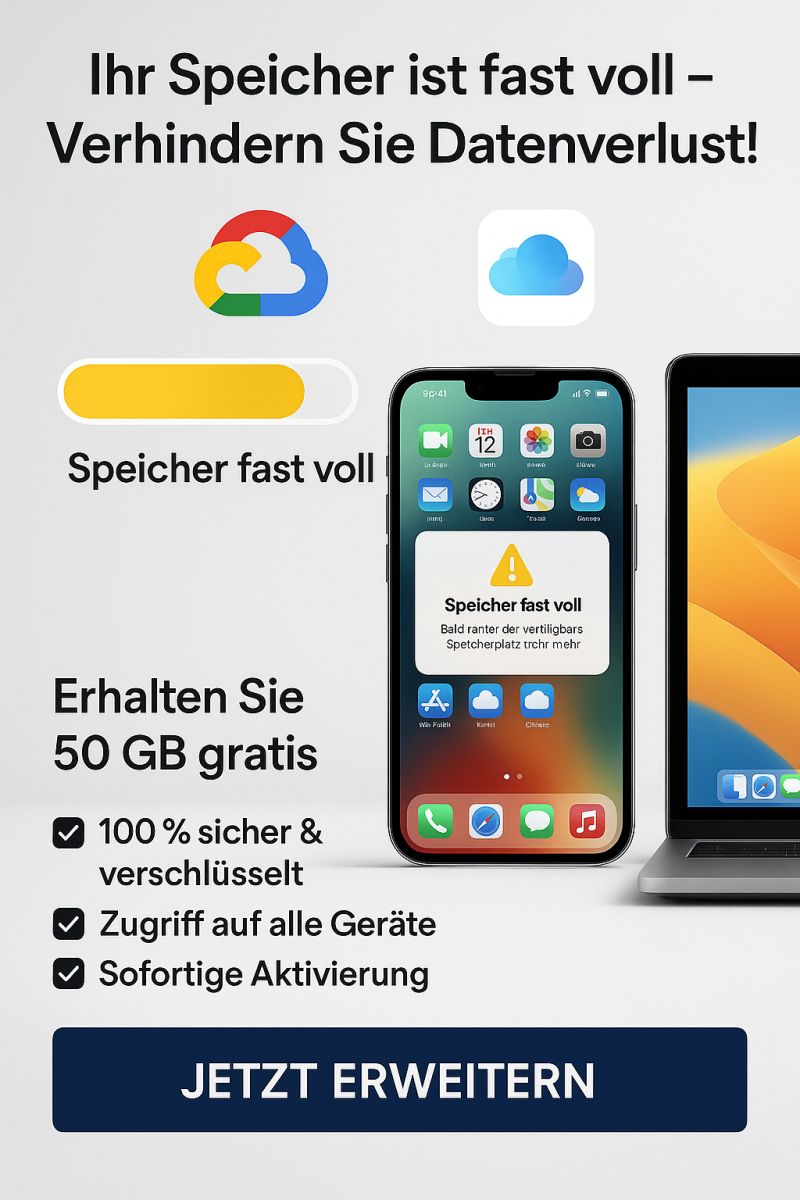 Ihr Speicher ist fast voll –
Verhindern Sie Datenverlust!
Speicher fast voll
9:41
12
Speicher fast voll
Bald ranter der vertiligbars
Spetcherplatz trchr mehr
Erhalten Sie
50 GB gratis
100 % sicher &
verschlüsselt
Zugriff auf alle Geräte
Sofortige Aktivierung
JETZT ERWEITERN